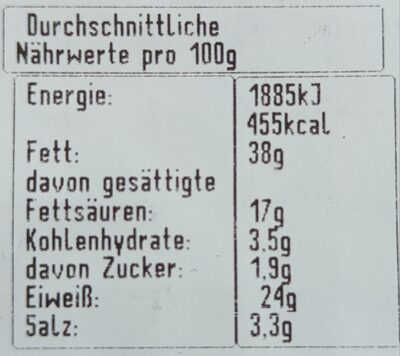 Durchschnittliche
Nährwerte pro 100g
Energie: 1885kJ
455kcal
Fett: 38g
davon gesättigte
Fettsäuren: 17g
Kohlenhydrate: 3,5g
davon Zucker: 1,9g
Eiweiß: 24g
Salz: 3,3g